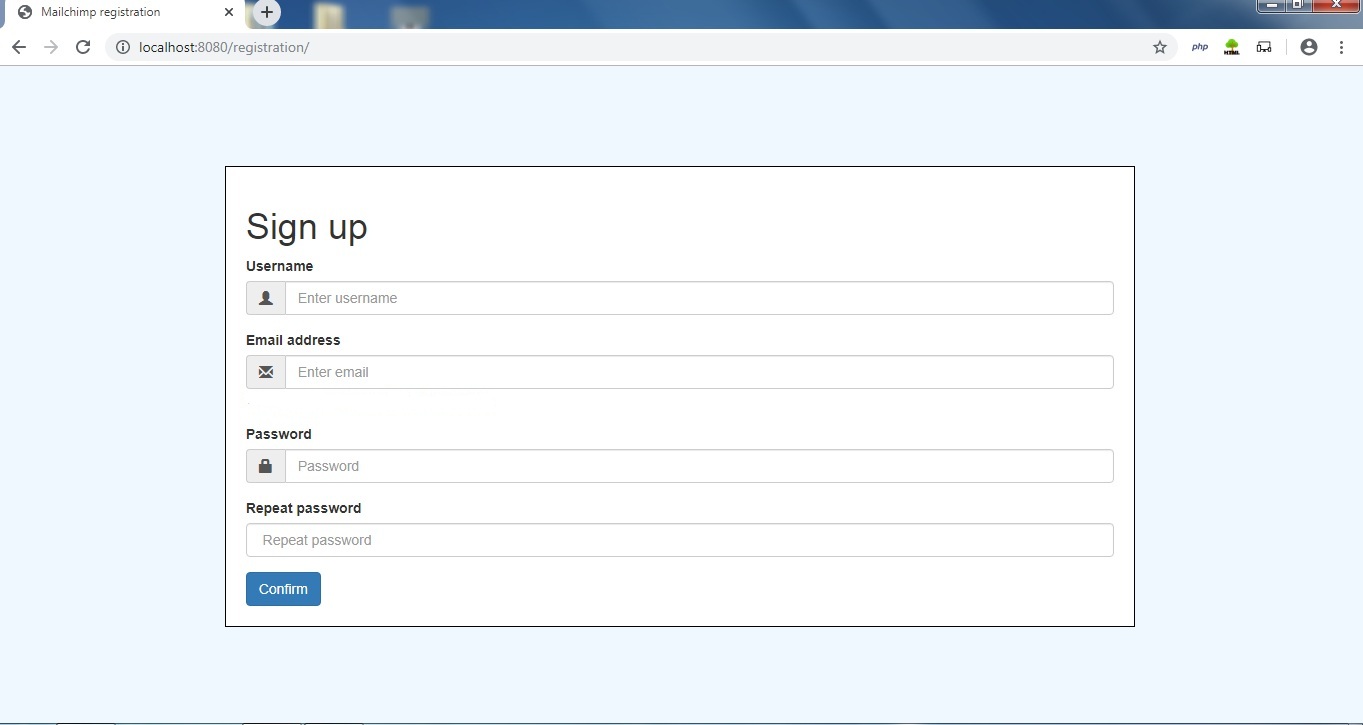 Mailchimp registration
localhost:8080/registration/
php
HTML
Sign up
Username
Enter username
Email address
Enter email
Password
Password
Repeat password
Repeat password
Confirm